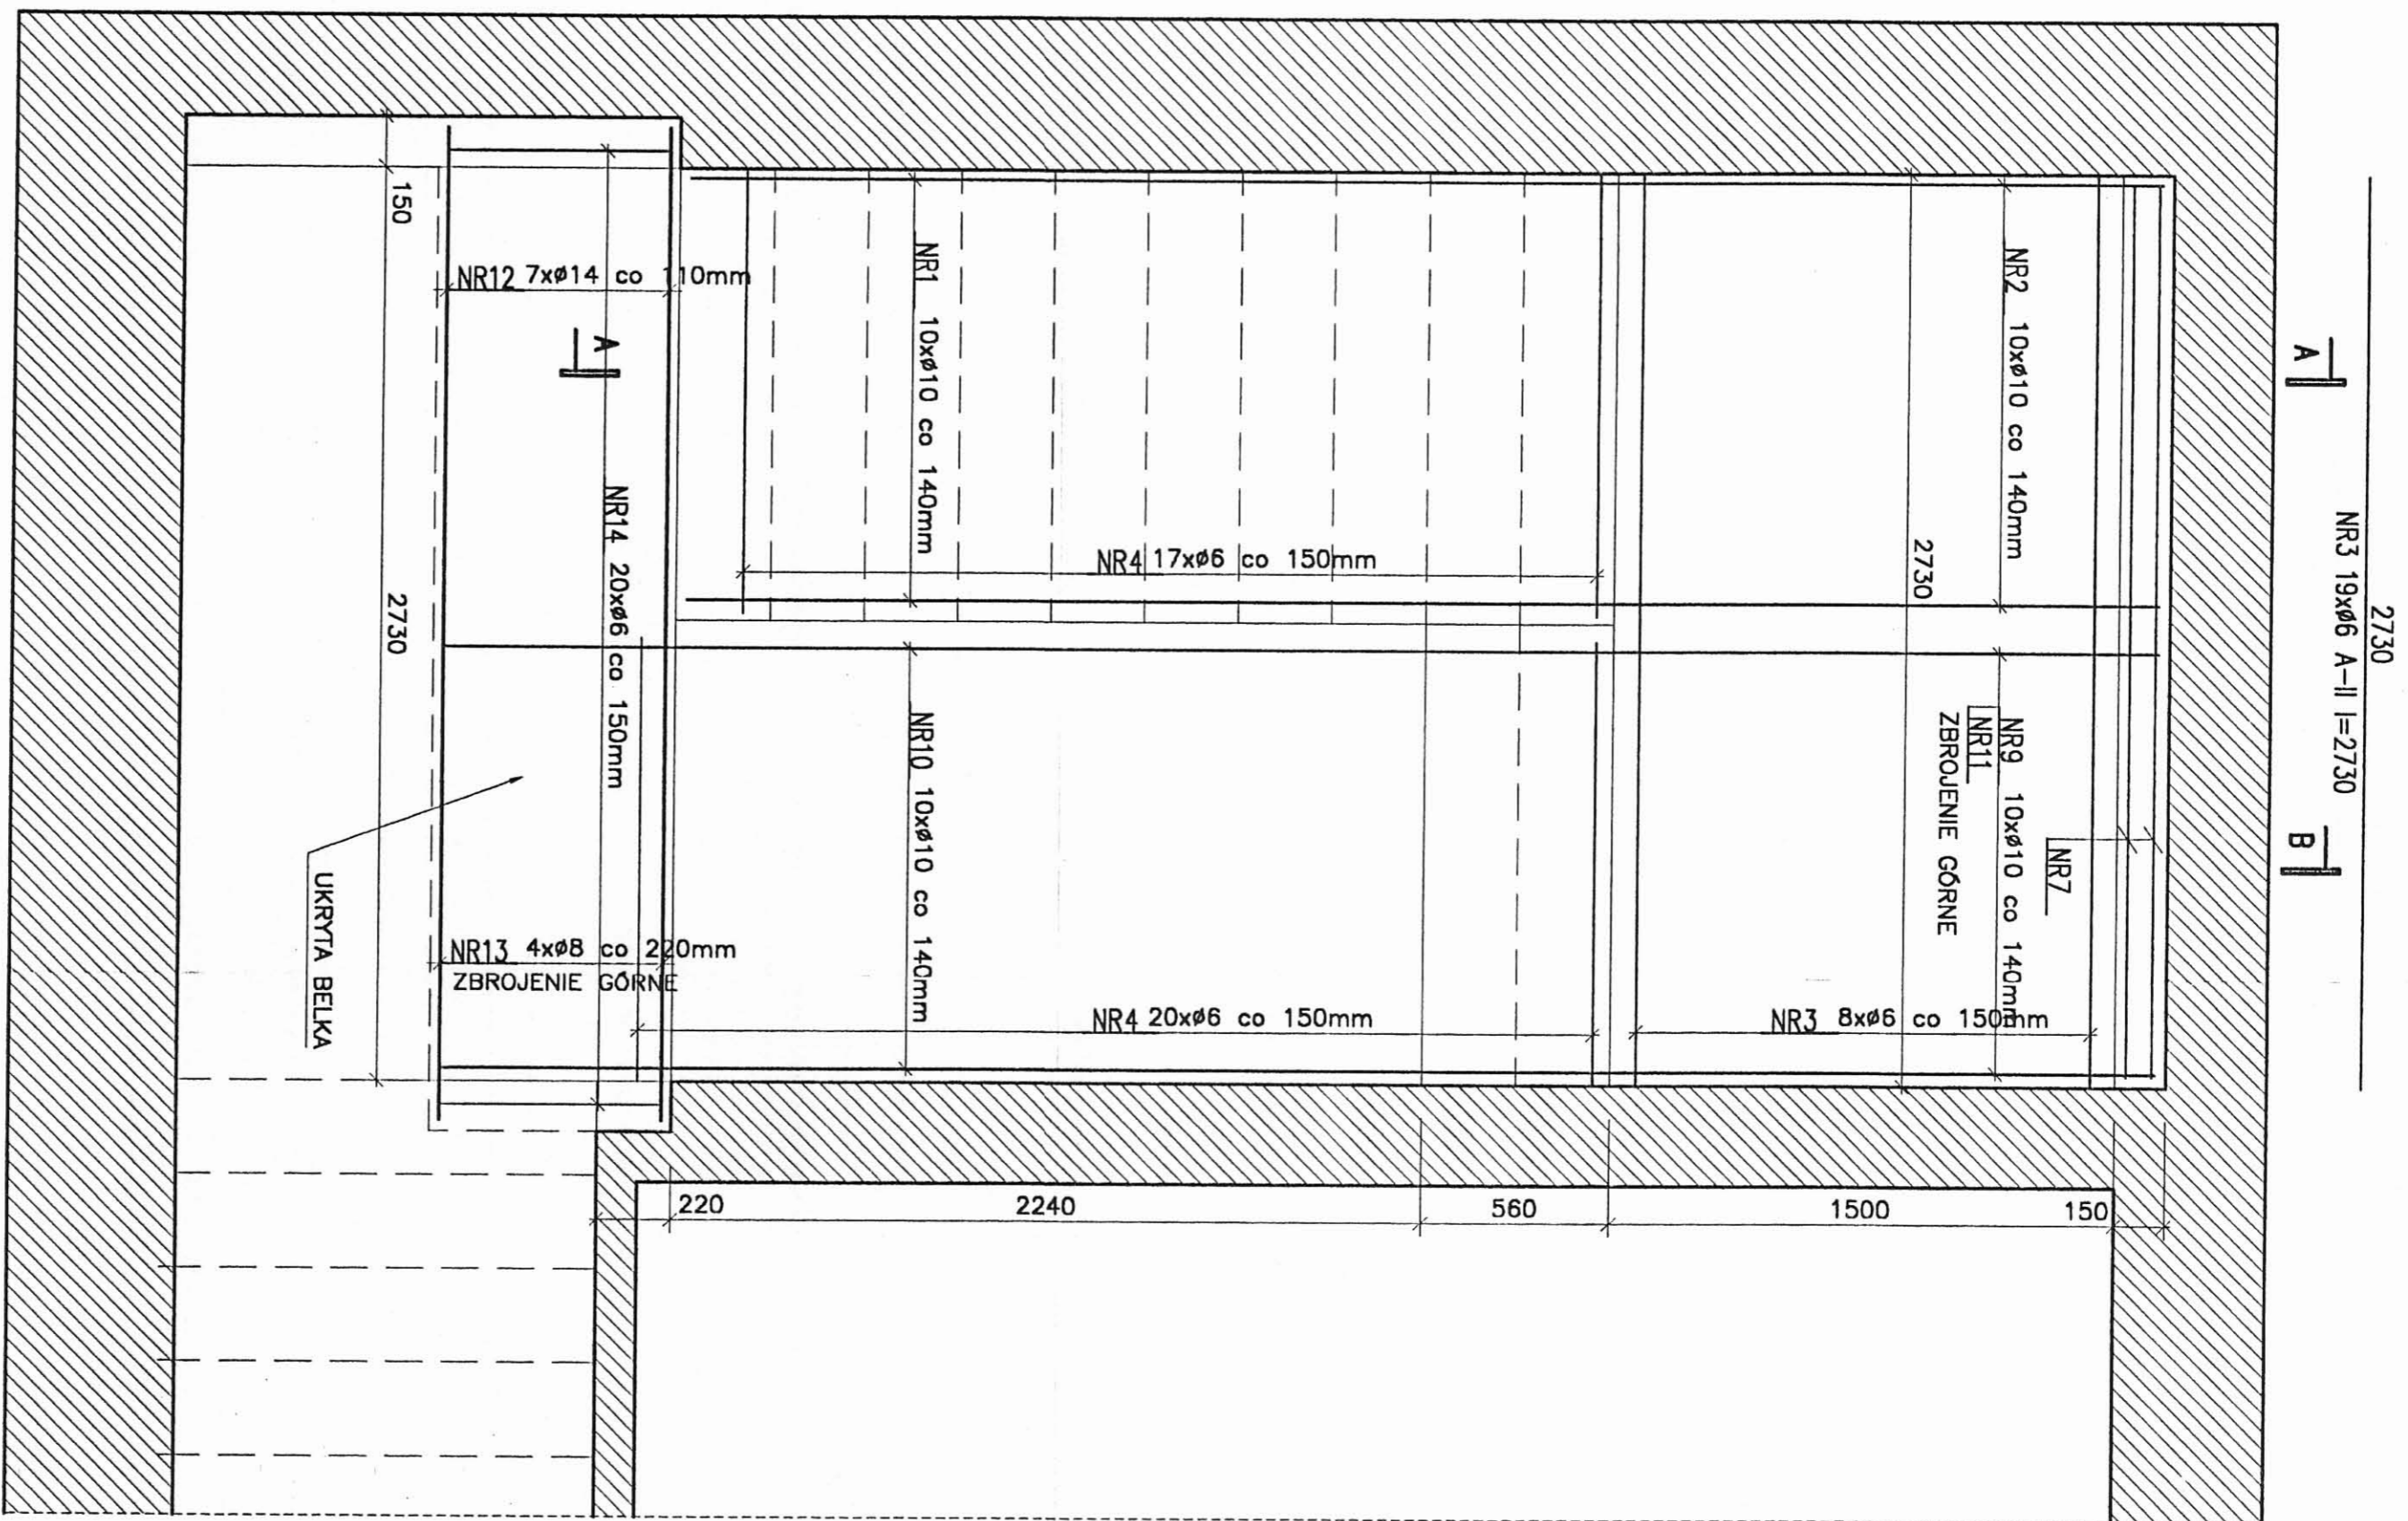 150
NR12 7xø14 co 110mm
A
NR14 20xø6 co 150mm
2730
UKRYTA BELKA
NR13 4xø8 co 220mm
ZBROJENIE GÓRNE
NR1 10xø10 co 140mm
NR4 17xø6 co 150mm
NR10 10xø10 co 140mm
NR4 20xø6 co 150mm
NR2 10xø10 co 140mm
2730
NR9 10xø10 co 140mm
NR11
ZBROJENIE GÓRNE
NR7
NR3 8xø6 co 150mm
A
2730
NR3 19xø6 A-II l=2730
B
220
2240
560
1500
150